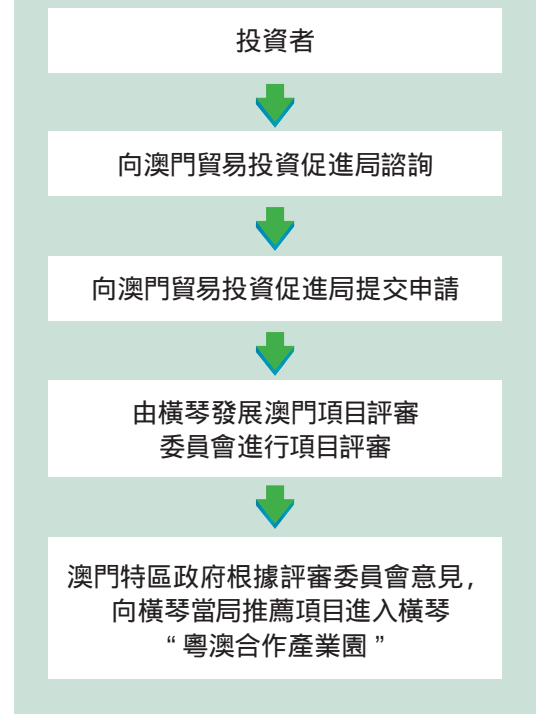 投資者
向澳門貿易投資促進局諮詢
向澳門貿易投資促進局提交申請
由橫琴發展澳門項目評審
委員會進行項目評審
澳門特區政府根據評審委員會意見，
向橫琴當局推薦項目進入橫琴
“粵澳合作產業園”